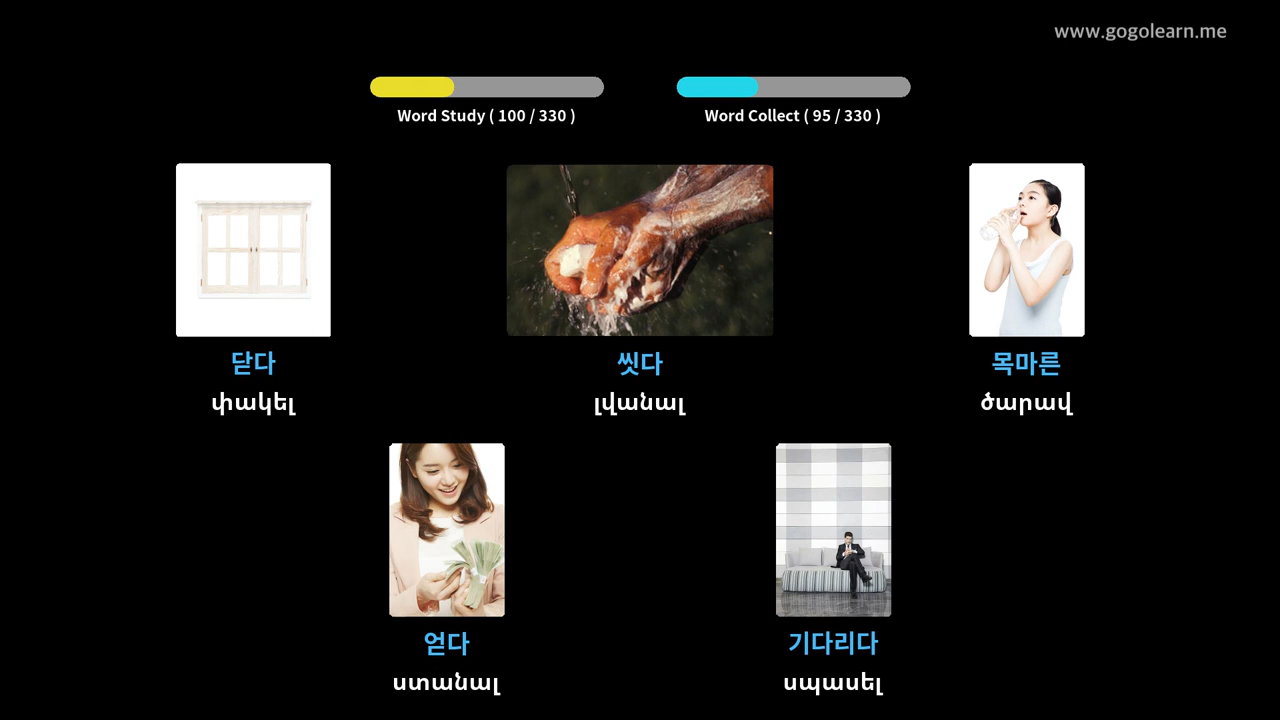 www.gogolearn.me
Word Study ( 100 / 330 )
Word Collect ( 95 / 330 )
닫다
փակել
씻다
լվանալ
목마른
ծարավ
얻다
ստանալ
기다리다
սպասել